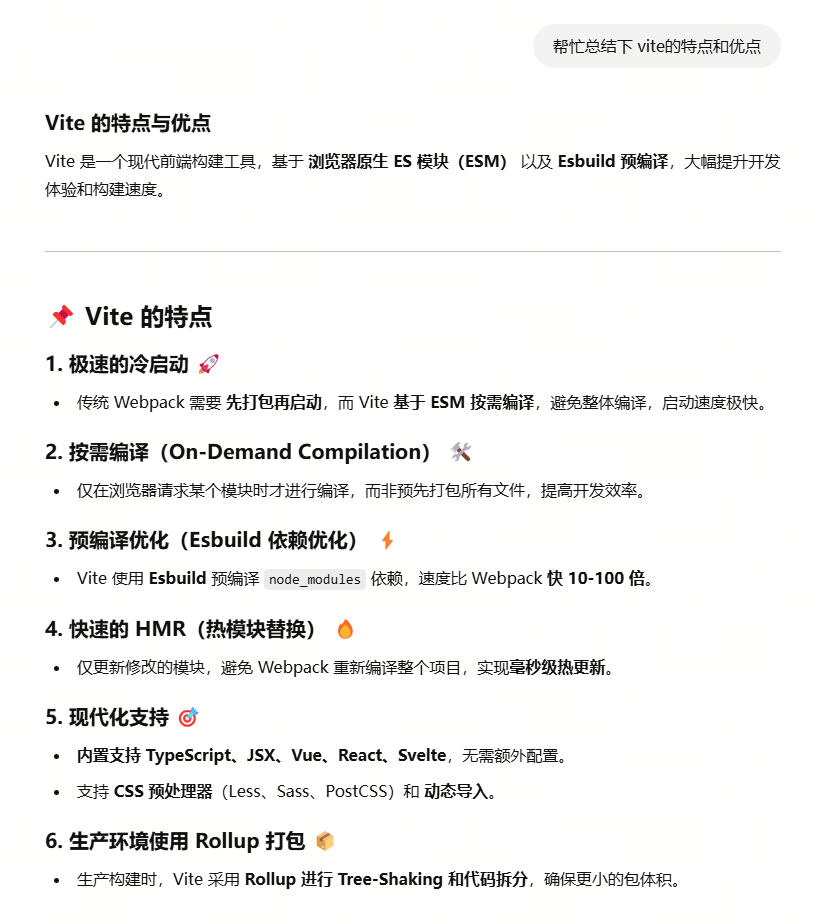 帮忙总结下 vite的特点和优点
Vite 的特点与优点
Vite 是一个现代前端构建工具，基于 浏览器原生 ES 模块（ESM） 以及 Esbuild 预编译，大幅提升开发
体验和构建速度。
📌 Vite 的特点
1. 极速的冷启动 🚀
• 传统 Webpack 需要 先打包再启动，而 Vite 基于 ESM 按需编译，避免整体编译，启动速度极快。
2. 按需编译（On-Demand Compilation） 🛠
• 仅在浏览器请求某个模块时才进行编译，而非预先打包所有文件，提高开发效率。
3. 预编译优化（Esbuild 依赖优化） ⚡
• Vite 使用 Esbuild 预编译 node_modules 依赖，速度比 Webpack 快 10-100 倍。
4. 快速的 HMR（热模块替换） 🔥
• 仅更新修改的模块，避免 Webpack 重新编译整个项目，实现毫秒级热更新。
5. 现代化支持 🎯
• 内置支持 TypeScript、JSX、Vue、React、Svelte，无需额外配置。
• 支持 CSS 预处理器（Less、Sass、PostCSS）和 动态导入。
6. 生产环境使用 Rollup 打包 📦
• 生产构建时，Vite 采用 Rollup 进行 Tree-Shaking 和代码拆分，确保更小的包体积。